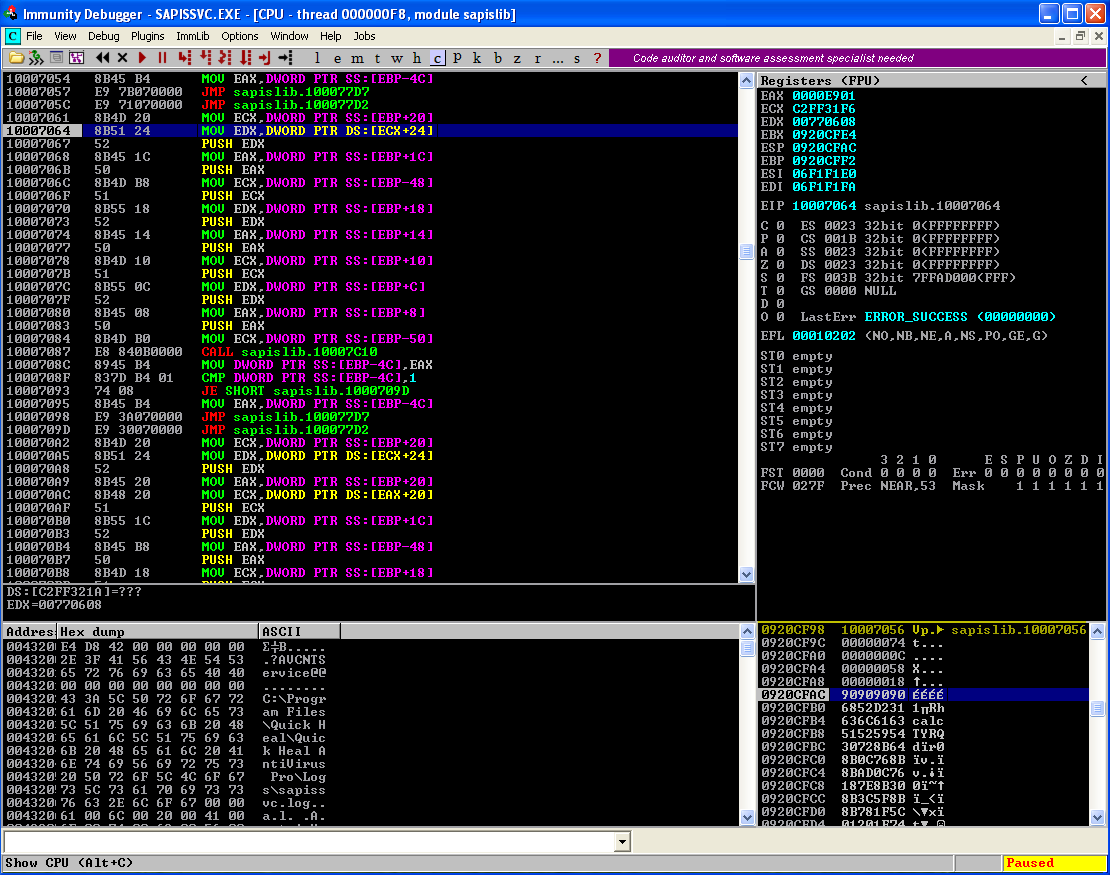 Immunity Debugger - SAPISSVC.EXE - [CPU - thread 000000F8, module sapislib]
C File View Debug Plugins ImmLib Options Window Help Jobs
l e m t w h c p k b z r ... s ? Code auditor and software assessment specialist needed
10007054 8B45 B4 MOV EAX,DWORD PTR SS:[EBP-4C]
10007057 E9 7B070000 JMP sapislib.100077D7
1000705C E9 71070000 JMP sapislib.100077D2
10007061 8B4D 20 MOV ECX,DWORD PTR SS:[EBP+20]
10007064 8B51 24 MOV EDX,DWORD PTR DS:[ECX+24]
10007067 52 PUSH EDX
10007068 8B45 1C MOV EAX,DWORD PTR SS:[EBP+1C]
1000706B 50 PUSH EAX
1000706C 8B4D B8 MOV ECX,DWORD PTR SS:[EBP-48]
1000706F 51 PUSH ECX
10007070 8B55 18 MOV EDX,DWORD PTR SS:[EBP+18]
10007073 52 PUSH EDX
10007074 8B45 14 MOV EAX,DWORD PTR SS:[EBP+14]
10007077 50 PUSH EAX
10007078 8B4D 10 MOV ECX,DWORD PTR SS:[EBP+10]
1000707B 51 PUSH ECX
1000707C 8B55 0C MOV EDX,DWORD PTR SS:[EBP+C]
1000707F 52 PUSH EDX
10007080 8B45 08 MOV EAX,DWORD PTR SS:[EBP+8]
10007083 50 PUSH EAX
10007084 8B4D B0 MOV ECX,DWORD PTR SS:[EBP-50]
10007087 E8 840B0000 CALL sapislib.10007C10
1000708C 8945 B4 MOV DWORD PTR SS:[EBP-4C],EAX
1000708F 837D B4 01 CMP DWORD PTR SS:[EBP-4C],1
10007093 74 08 JE SHORT sapislib.1000709D
10007095 8B45 B4 MOV EAX,DWORD PTR SS:[EBP-4C]
10007098 E9 3A070000 JMP sapislib.100077D7
1000709D E9 30070000 JMP sapislib.100077D2
100070A2 8B4D 20 MOV ECX,DWORD PTR SS:[EBP+20]
100070A5 8B51 24 MOV EDX,DWORD PTR DS:[ECX+24]
100070A8 52 PUSH EDX
100070A9 8B45 20 MOV EAX,DWORD PTR SS:[EBP+20]
100070AC 8B48 20 MOV ECX,DWORD PTR DS:[EAX+20]
100070AF 51 PUSH ECX
100070B0 8B55 1C MOV EDX,DWORD PTR SS:[EBP+1C]
100070B3 52 PUSH EDX
100070B4 8B45 B8 MOV EAX,DWORD PTR SS:[EBP-48]
100070B7 50 PUSH EAX
100070B8 8B4D 18 MOV ECX,DWORD PTR SS:[EBP+18]
DS:[C2FF321A]=???
EDX=00770608
Registers (FPU) <
EAX 0000E901
ECX C2FF31F6
EDX 00770608
EBX 0920CFE4
ESP 0920CFAC
EBP 0920CFF2
ESI 06F1F1E0
EDI 06F1F1FA
EIP 10007064 sapislib.10007064
C 0 ES 0023 32bit 0(FFFFFFFF)
P 0 CS 001B 32bit 0(FFFFFFFF)
A 0 SS 0023 32bit 0(FFFFFFFF)
Z 0 DS 0023 32bit 0(FFFFFFFF)
S 0 FS 003B 32bit 7FFAD000(FFF)
T 0 GS 0000 NULL
D 0
O 0 LastErr ERROR_SUCCESS (00000000)
EFL 00010202 (NO,NB,NE,A,NS,PO,GE,G)
ST0 empty
ST1 empty
ST2 empty
ST3 empty
ST4 empty
ST5 empty
ST6 empty
ST7 empty
3 2 1 0 E S P U O Z D I
FST 0000 Cond 0 0 0 0 Err 0 0 0 0 0 0 0 0
FCW 027F Prec NEAR,53 Mask 1 1 1 1 1 1
Addres Hex dump ASCII
004320 E4 D8 42 00 00 00 00 00 Σ╪B.....
004320 2E 3F 41 56 43 4E 54 53 .?AVCNTS
004320 65 72 76 69 63 65 40 40 ervice@@
004320 00 00 00 00 00 00 00 00 ........
004320 43 3A 5C 50 72 6F 67 72 C:\Progr
004320 61 6D 20 46 69 6C 65 73 am Files
004320 5C 51 75 69 63 6B 20 48 \Quick H
004320 65 61 6C 5C 51 75 69 63 eal\Quic
004320 6B 20 48 65 61 6C 20 41 k Heal A
004320 6E 74 69 56 69 72 75 73 ntiVirus
004320 20 50 72 6F 5C 4C 6F 67 Pro\Log
004320 73 5C 73 61 70 69 73 73 s\sapiss
004320 76 63 2E 6C 6F 67 00 00 vc.log..
004320 61 00 6C 00 20 00 41 00 a.l. .A.
0920CF98 10007056 Vp.► sapislib.10007056
0920CF9C 00000074 t...
0920CFA0 0000000C ....
0920CFA4 00000058 X...
0920CFA8 00000018 ↑...
0920CFAC 90909090 ÉÉÉÉ
0920CFB0 6852D231 1╥Rh
0920CFB4 636C6163 calc
0920CFB8 51525954 TYRQ
0920CFBC 30728B64 dïr0
0920CFC0 8B0C768B ïv.ï
0920CFC4 8BAD0C76 v.¡ï
0920CFC8 187E8B30 0ï~↑
0920CFCC 8B3C5F8B ï_<ï
0920CFD0 8B781F5C \▼xï
0920CFD4 01201F74
Show CPU (Alt+C) Paused